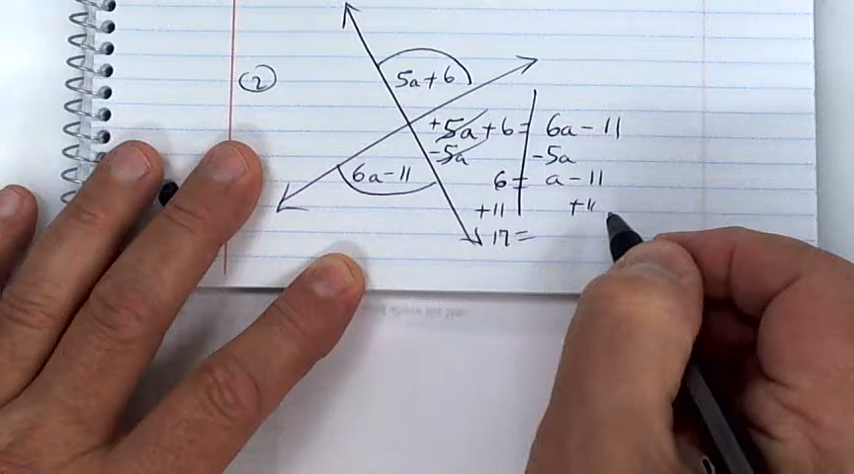 ②
5a+6
+5a+6= 6a-11
-5a -5a
6a-11
6= a-11
+11 +11
17=